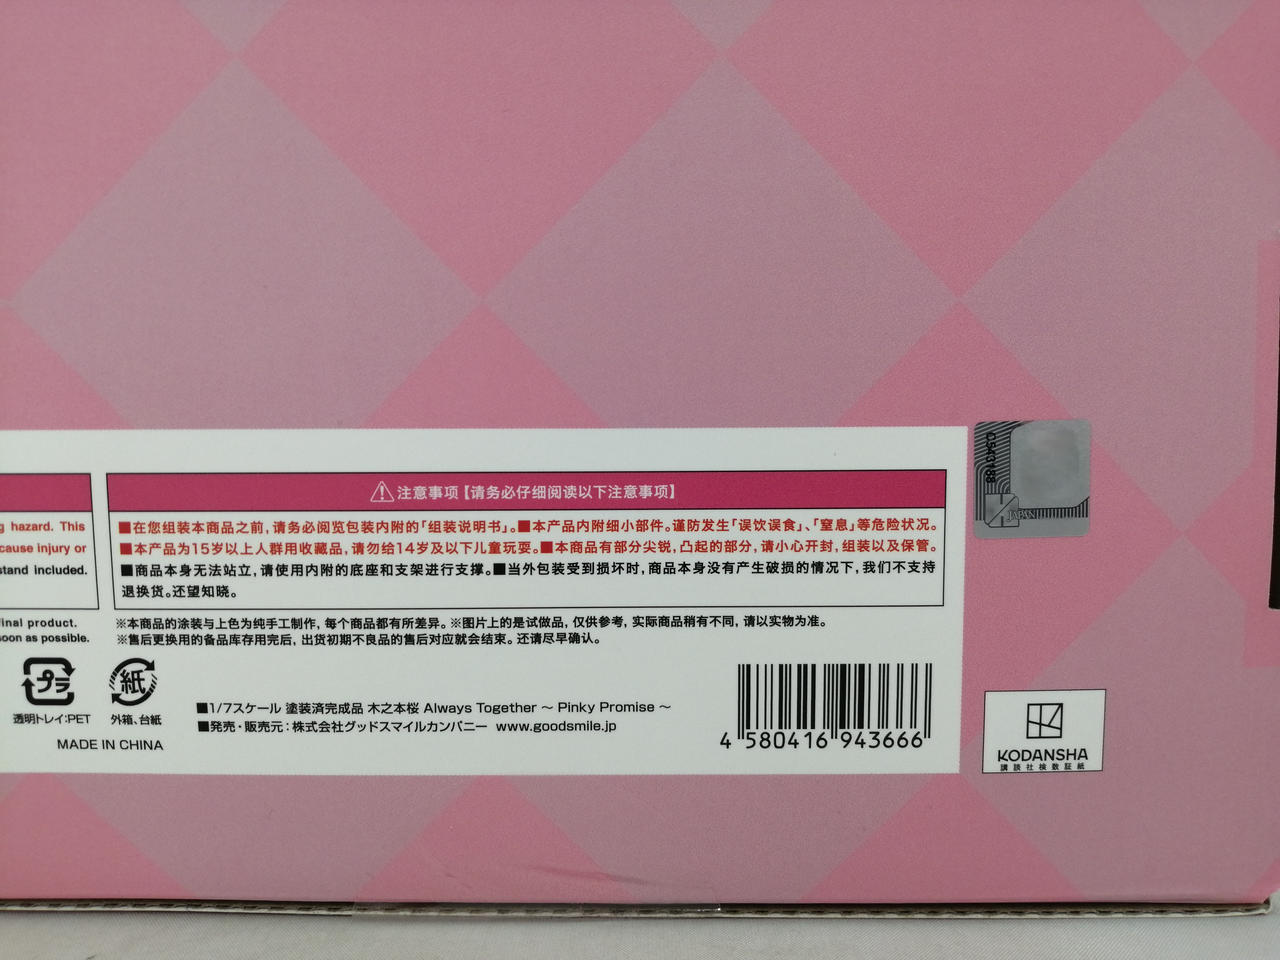 g hazard. This
cause injury or
stand included.
final product.
soon as possible.
注意事项【请务必仔细阅读以下注意事项】
■在您组装本商品之前,请务必阅览包装内附的「组装说明书」。■本产品内附细小部件。谨防发生「误饮误食」、「窒息」等危险状况。
■本产品为15岁以上人群用收藏品,请勿给14岁及以下儿童玩耍。■本商品有部分尖锐,凸起的部分,请小心开封,组装以及保管。
■商品本身无法站立,请使用内附的底座和支架进行支撑。■当外包装受到损坏时,商品本身没有产生破损的情况下,我们不支持
退换货。还望知晓。
※本商品的涂装与上色为纯手工制作,每个商品都有所差异。※图片上的是试做品,仅供参考,实际商品稍有不同,请以实物为准。
※售后更换用的备品库存用完后,出货初期不良品的售后对应就会结束。还请尽早确认。
プラ
紙
透明トレイ:PET
外箱、台紙
MADE IN CHINA
■1/7スケール 塗装済完成品 木之本桜 Always Together ～ Pinky Promise ～
■発売・販売元:株式会社グッドスマイルカンパニー www.goodsmile.jp
4 580416 943666
JAPAN
KODANSHA
講談社検数証紙